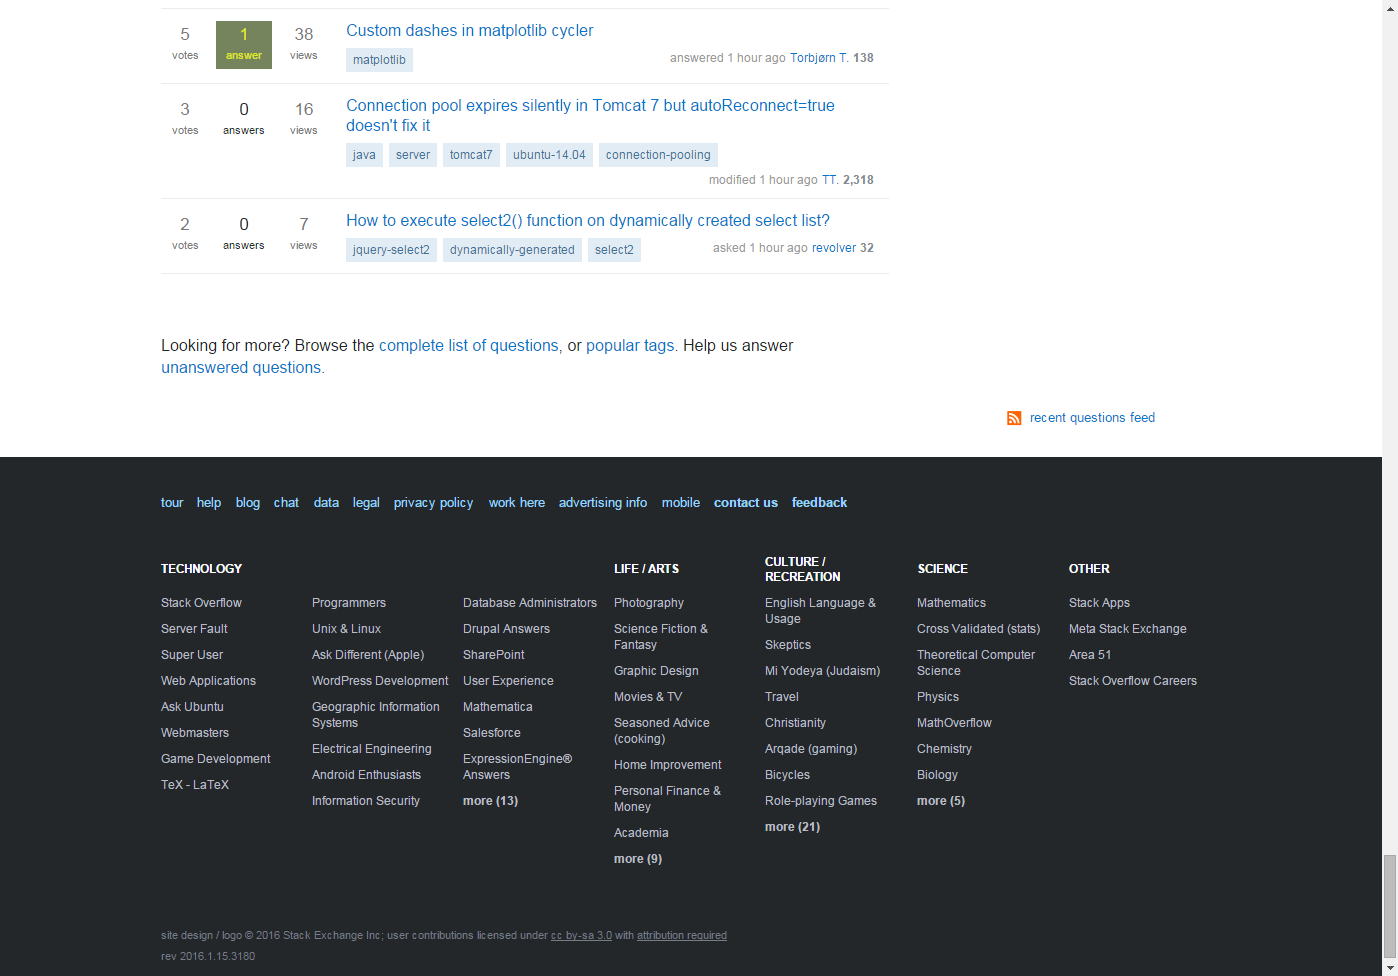 5 1 38 Custom dashes in matplotlib cycler
votes answer views matplotlib answered 1 hour ago Torbjørn T. 138
3 0 16 Connection pool expires silently in Tomcat 7 but autoReconnect=true
votes answers views doesn't fix it
java server tomcat7 ubuntu-14.04 connection-pooling
modified 1 hour ago TT. 2,318
2 0 7 How to execute select2() function on dynamically created select list?
votes answers views jquery-select2 dynamically-generated select2 asked 1 hour ago revolver 32
Looking for more? Browse the complete list of questions, or popular tags. Help us answer
unanswered questions.
recent questions feed
tour help blog chat data legal privacy policy work here advertising info mobile contact us feedback
TECHNOLOGY
Stack Overflow
Server Fault
Super User
Web Applications
Ask Ubuntu
Webmasters
Game Development
TeX - LaTeX
Programmers
Unix & Linux
Ask Different (Apple)
WordPress Development
Geographic Information
Systems
Electrical Engineering
Android Enthusiasts
Information Security
Database Administrators
Drupal Answers
SharePoint
User Experience
Mathematica
Salesforce
ExpressionEngine®
Answers
more (13)
LIFE / ARTS
Photography
Science Fiction &
Fantasy
Graphic Design
Movies & TV
Seasoned Advice
(cooking)
Home Improvement
Personal Finance &
Money
Academia
more (9)
CULTURE /
RECREATION
English Language &
Usage
Skeptics
Mi Yodeya (Judaism)
Travel
Christianity
Arqade (gaming)
Bicycles
Role-playing Games
more (21)
SCIENCE
Mathematics
Cross Validated (stats)
Theoretical Computer
Science
Physics
MathOverflow
Chemistry
Biology
more (5)
OTHER
Stack Apps
Meta Stack Exchange
Area 51
Stack Overflow Careers
site design / logo © 2016 Stack Exchange Inc; user contributions licensed under cc by-sa 3.0 with attribution required
rev 2016.1.15.3180